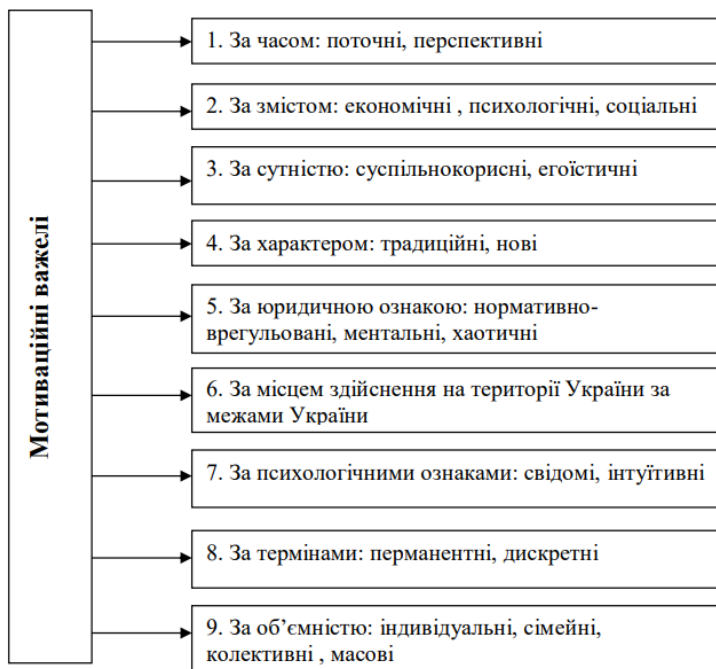 Мотиваційні важелі
1. За часом: поточні, перспективні
2. За змістом: економічні , психологічні, соціальні
3. За сутністю: суспільнокорисні, егоїстичні
4. За характером: традиційні, нові
5. За юридичною ознакою: нормативно-
врегульовані, ментальні, хаотичні
6. За місцем здійснення на території України за
межами України
7. За психологічними ознаками: свідомі, інтуїтивні
8. За термінами: перманентні, дискретні
9. За об’ємністю: індивідуальні, сімейні,
колективні , масові